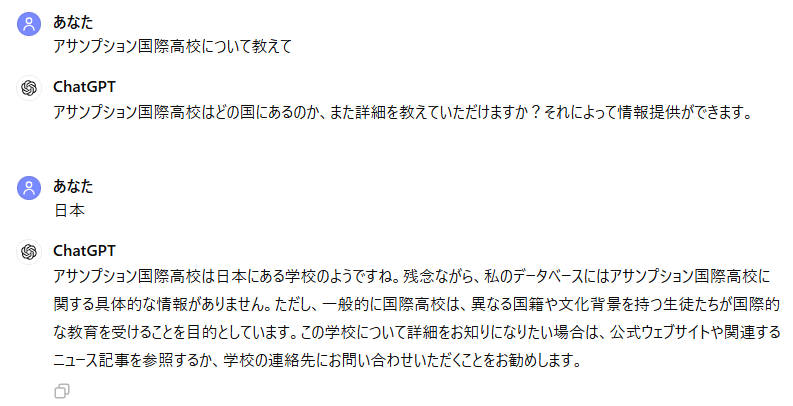 あなた
アサンプション国際高校について教えて
ChatGPT
アサンプション国際高校はどの国にあるのか、また詳細を教えていただけますか？それによって情報提供ができます。
あなた
日本
ChatGPT
アサンプション国際高校は日本にある学校のようですね。残念ながら、私のデータベースにはアサンプション国際高校に
関する具体的な情報がありません。ただし、一般的に国際高校は、異なる国籍や文化背景を持つ生徒たちが国際的
な教育を受けることを目的としています。この学校について詳細をお知りになりたい場合は、公式ウェブサイトや関連する
ニュース記事を参照するか、学校の連絡先にお問い合わせいただくことをお勧めします。